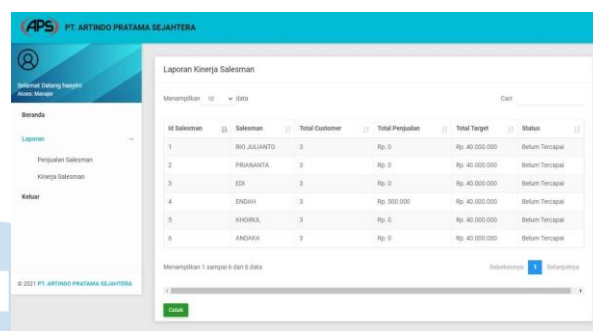 APS PT. ARTINDO PRATAMA SEJAHTERA
Selamat Datang hasyim
Akses: Manajer
Beranda
Laporan
Penjualan Salesman
Kinerja Salesman
Keluar
© 2021 PT. ARTINDO PRATAMA SEJAHTERA
Laporan Kinerja Salesman
Menampilkan 10 data
Cari:
Id Salesman Salesman Total Customer Total Penjualan Total Target Status
1 RIO JULIANTO 3 Rp. 0 Rp. 40.000.000 Belum Tercapai
2 PRIANANTA 3 Rp. 0 Rp. 40.000.000 Belum Tercapai
3 EDI 3 Rp. 0 Rp. 40.000.000 Belum Tercapai
4 ENDAH 3 Rp. 500.000 Rp. 40.000.000 Belum Tercapai
5 KHOIRUL 3 Rp. 0 Rp. 40.000.000 Belum Tercapai
6 ANDAKA 3 Rp. 0 Rp. 40.000.000 Belum Tercapai
Menampilkan 1 sampai 6 dari 6 data
Sebelumnya 1 Selanjutnya
Cetak